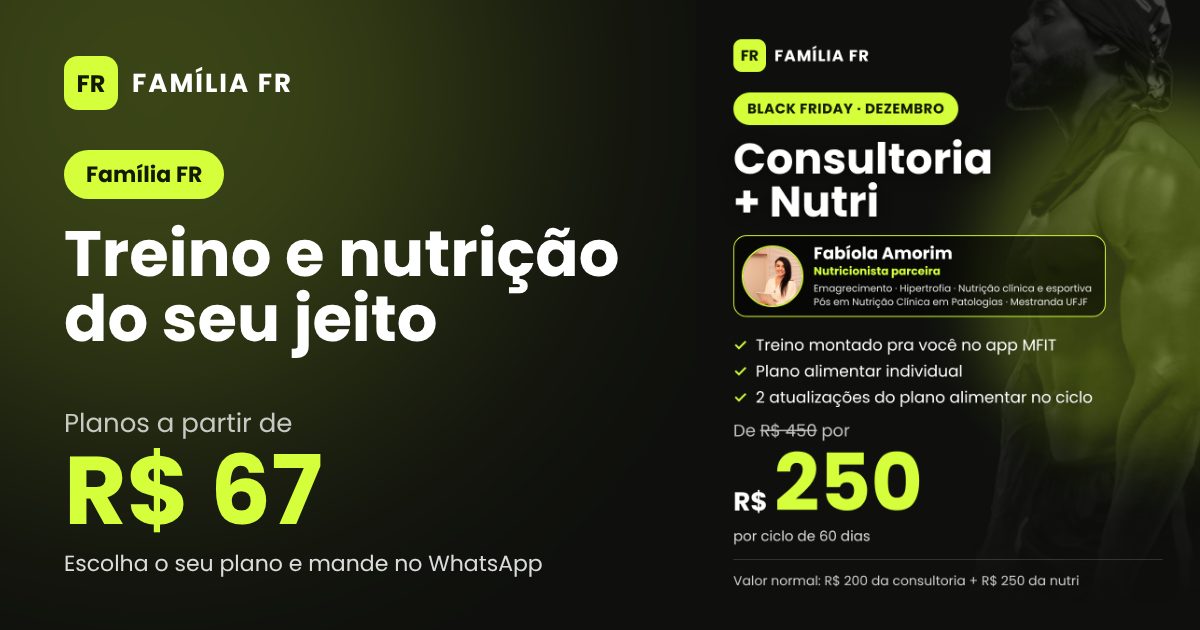 FR FAMÍLIA FR
Família FR
Treino e nutrição
do seu jeito
Planos a partir de
R$ 67
Escolha o seu plano e mande no WhatsApp
FR FAMÍLIA FR
BLACK FRIDAY · DEZEMBRO
Consultoria
+ Nutri
Fabíola Amorim
Nutricionista parceira
Emagrecimento · Hipertrofia · Nutrição clínica e esportiva
Pós em Nutrição Clínica em Patologias · Mestranda UFJF
Treino montado pra você no app MFIT
Plano alimentar individual
2 atualizações do plano alimentar no ciclo
De R$ 450 por
R$ 250
por ciclo de 60 dias
Valor normal: R$ 200 da consultoria + R$ 250 da nutri